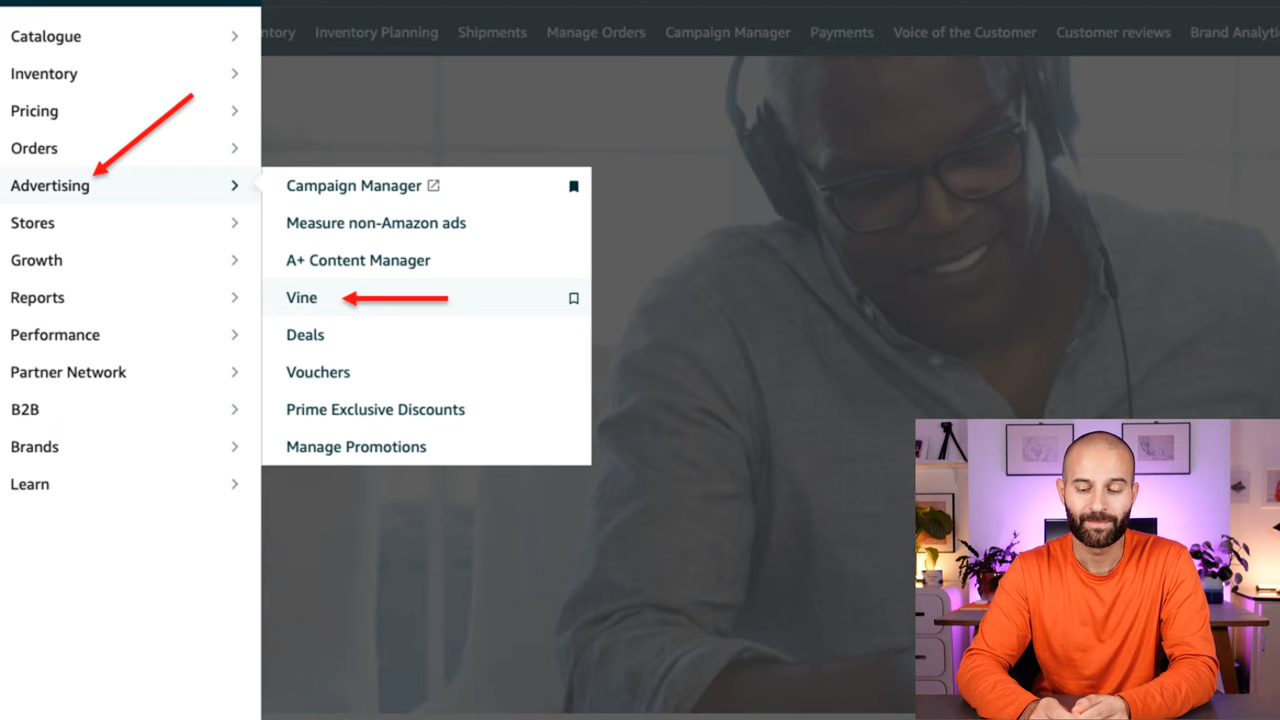 Inventory Planning Shipments Manage Orders Campaign Manager Payments Voice of the Customer Customer reviews Brand
Catalogue
Inventory
Pricing
Orders
Advertising
Stores
Growth
Reports
Performance
Partner Network
B2B
Brands
Learn
Campaign Manager
Measure non-Amazon ads
A+ Content Manager
Vine
Deals
Vouchers
Prime Exclusive Discounts
Manage Promotions